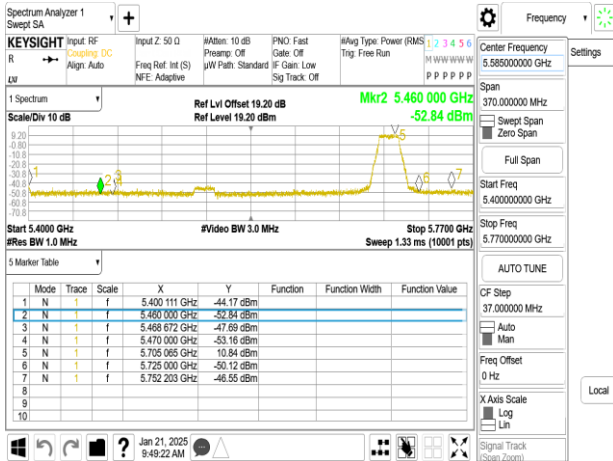 Spectrum Analyzer 1
Swept SA
+
Frequency
KEYSIGHT
R
Input: RF
Coupling: DC
Align: Auto
Input Z: 50 Ω
Freq Ref: Int (S)
NFE: Adaptive
#Atten: 10 dB
Preamp: Off
µW Path: Standard
PNO: Fast
Gate: Off
IF Gain: Low
Sig Track: Off
#Avg Type: Power (RMS
Trig: Free Run
1 2 3 4 5 6
M W W W W W
P P P P P P
1 Spectrum
Scale/Div 10 dB
Ref Lvl Offset 19.20 dB
Ref Level 19.20 dBm
Mkr2 5.460 000 GHz
-52.84 dBm
9.20
-0.80
-10.8
-20.8
-30.8
-40.8
-50.8
-60.8
-70.8
1
2
3
5
6
7
Start 5.4000 GHz
#Res BW 1.0 MHz
#Video BW 3.0 MHz
Stop 5.7700 GHz
Sweep 1.33 ms (10001 pts)
5 Marker Table
Mode Trace Scale X Y Function Function Width Function Value
1 N 1 f 5.400 111 GHz -44.17 dBm
2 N 1 f 5.460 000 GHz -52.84 dBm
3 N 1 f 5.468 672 GHz -47.69 dBm
4 N 1 f 5.470 000 GHz -53.16 dBm
5 N 1 f 5.705 065 GHz 10.84 dBm
6 N 1 f 5.725 000 GHz -50.12 dBm
7 N 1 f 5.752 203 GHz -46.55 dBm
8
9
10
?
Jan 21, 2025
9:49:22 AM
Center Frequency
5.585000000 GHz
Span
370.000000 MHz
Swept Span
Zero Span
Full Span
Start Freq
5.400000000 GHz
Stop Freq
5.770000000 GHz
AUTO TUNE
CF Step
37.000000 MHz
Auto
Man
Freq Offset
0 Hz
X Axis Scale
Log
Lin
Signal Track
(Span Zoom)
Settings
Local